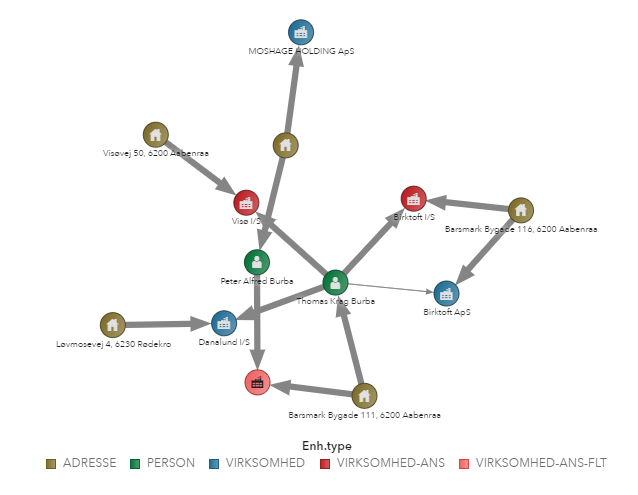 MOSHAGE HOLDING ApS
Visøvej 50, 6200 Aabenraa
Visø I/S
Birktoft I/S
Barsmark Bygade 116, 6200 Aabenraa
Peter Alfred Burba
Thomas Krag Burba
Birktoft ApS
Løvmosevej 4, 6230 Rødekro
Danalund I/S
Barsmark Bygade 111, 6200 Aabenraa
Enh.type
ADRESSE PERSON VIRKSOMHED VIRKSOMHED-ANS VIRKSOMHED-ANS-FLT